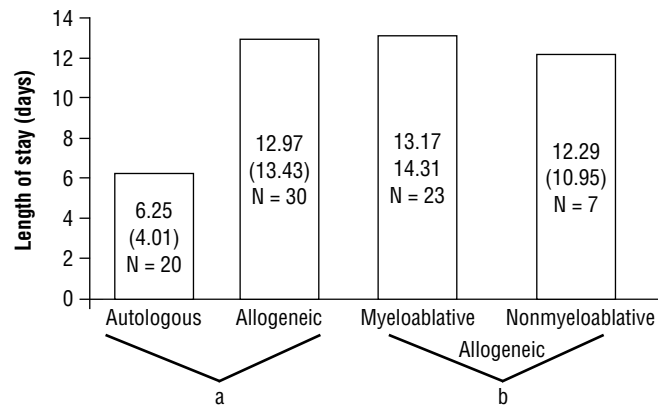 Length of stay (days)
14
12
10
8
6
4
2
0
6.25
(4.01)
N = 20
12.97
(13.43)
N = 30
13.17
14.31
N = 23
12.29
(10.95)
N = 7
Autologous
Allogeneic
Myeloablative
Nonmyeloablative
Allogeneic
a
b